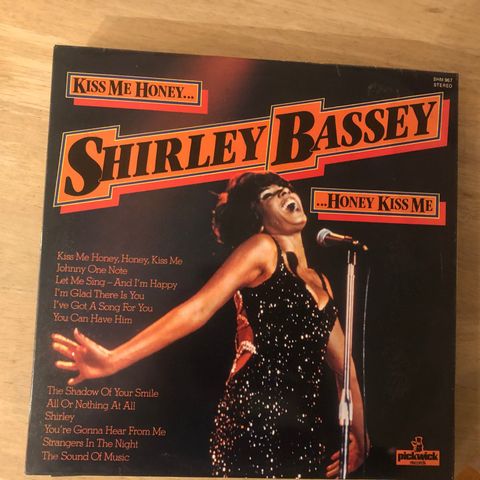 KISS ME HONEY...
SHM 967
STEREO
SHIRLEY BASSEY
...HONEY KISS ME
Kiss Me Honey, Honey, Kiss Me
Johnny One Note
Let Me Sing – And I'm Happy
I'm Glad There Is You
I've Got A Song For You
You Can Have Him
The Shadow Of Your Smile
All Or Nothing At All
Shirley
You're Gonna Hear From Me
Strangers In The Night
The Sound Of Music
pickwick
records